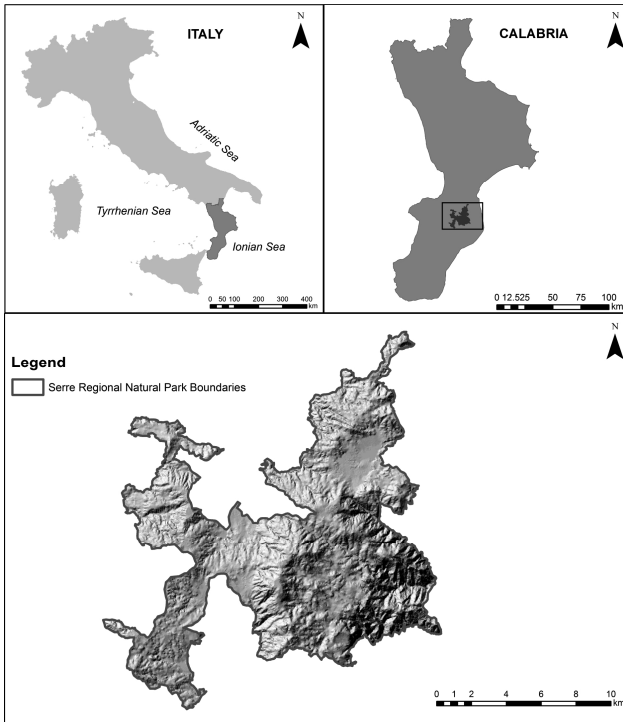 ITALY
N
Adriatic Sea
Tyrrhenian Sea
Ionian Sea
0 50 100 200 300 400
km
CALABRIA
N
0 12.525 50 75 100
km
N
Legend
Serre Regional Natural Park Boundaries
0 1 2 4 6 8 10
km